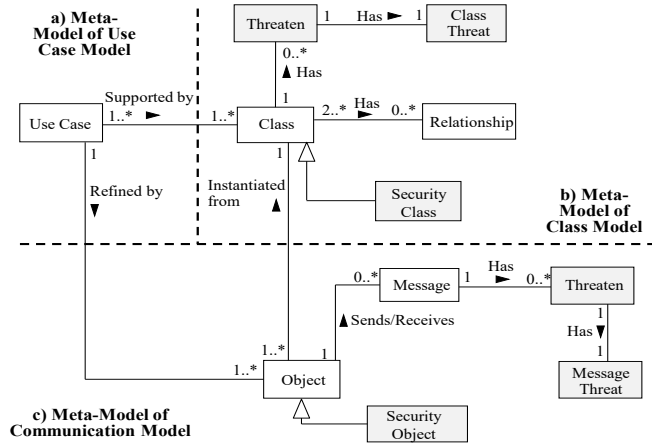 a) Meta-
Model of Use
Case Model
Threaten
1
Has
1
Class
Threat
0..*
Has
1
Use Case
Supported by
1..*
1..*
Class
2..*
Has
0..*
Relationship
1
Refined by
1
Instantiated
from
Security
Class
b) Meta-
Model of
Class Model
0..*
Message
1
Has
0..*
Threaten
Sends/Receives
1
Has
1
Message
Threat
1..*
1
1..*
Object
c) Meta-Model of
Communication Model
Security
Object